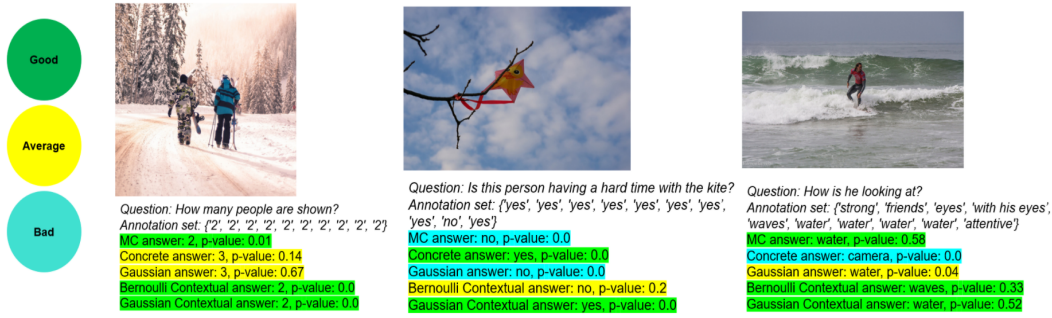 Good
Average
Bad
Question: How many people are shown?
Annotation set: {'2', '2', '2', '2', '2', '2', '2', '2', '2', '2'}
MC answer: 2, p-value: 0.01
Concrete answer: 3, p-value: 0.14
Gaussian answer: 3, p-value: 0.67
Bernoulli Contextual answer: 2, p-value: 0.0
Gaussian Contextual answer: 2, p-value: 0.0
Question: Is this person having a hard time with the kite?
Annotation set: {'yes', 'yes', 'yes', 'yes', 'yes', 'yes', 'yes',
'yes', 'no', 'yes'}
MC answer: no, p-value: 0.0
Concrete answer: yes, p-value: 0.0
Gaussian answer: no, p-value: 0.0
Bernoulli Contextual answer: no, p-value: 0.2
Gaussian Contextual answer: yes, p-value: 0.0
Question: How is he looking at?
Annotation set: {'strong', 'friends', 'eyes', 'with his eyes',
'waves', 'water', 'water', 'water', 'water', 'attentive'}
MC answer: water, p-value: 0.58
Concrete answer: camera, p-value: 0.0
Gaussian answer: water, p-value: 0.04
Bernoulli Contextual answer: waves, p-value: 0.33
Gaussian Contextual answer: water, p-value: 0.52